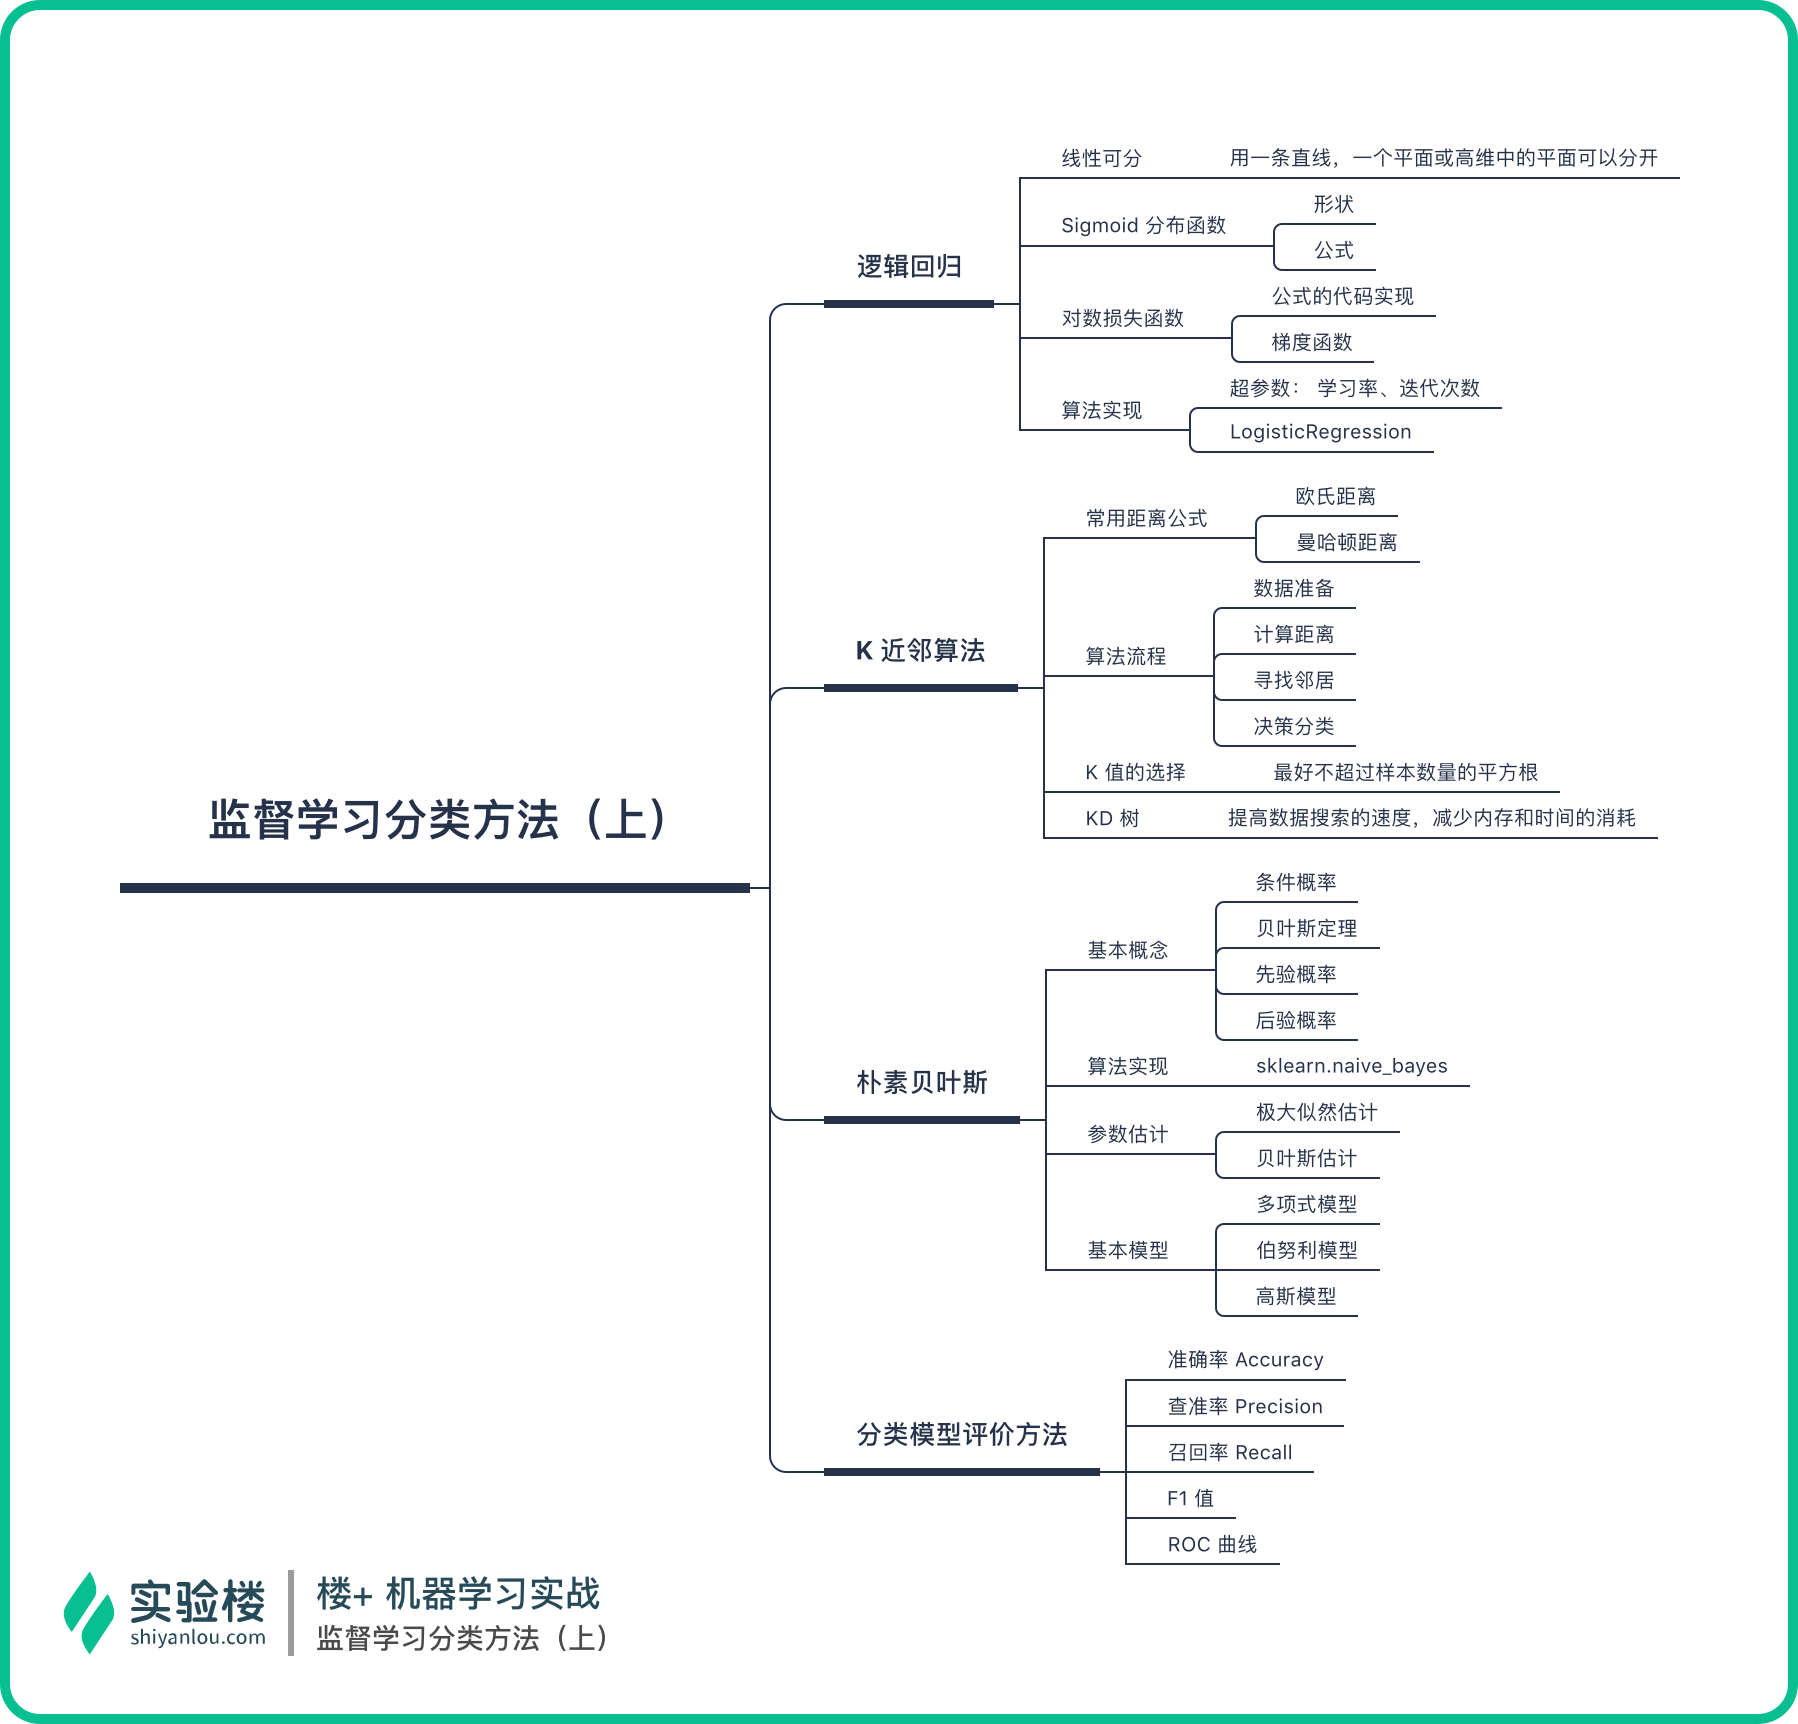 监督学习分类方法（上）
逻辑回归
线性可分
用一条直线，一个平面或高维中的平面可以分开
Sigmoid 分布函数
形状
公式
对数损失函数
公式的代码实现
梯度函数
算法实现
超参数： 学习率、迭代次数
LogisticRegression
K 近邻算法
常用距离公式
欧氏距离
曼哈顿距离
算法流程
数据准备
计算距离
寻找邻居
决策分类
K 值的选择
最好不超过样本数量的平方根
KD 树
提高数据搜索的速度，减少内存和时间的消耗
朴素贝叶斯
基本概念
条件概率
贝叶斯定理
先验概率
后验概率
算法实现
sklearn.naive_bayes
参数估计
极大似然估计
贝叶斯估计
基本模型
多项式模型
伯努利模型
高斯模型
分类模型评价方法
准确率 Accuracy
查准率 Precision
召回率 Recall
F1 值
ROC 曲线
实验楼
shiyanlou.com
楼+ 机器学习实战
监督学习分类方法（上）